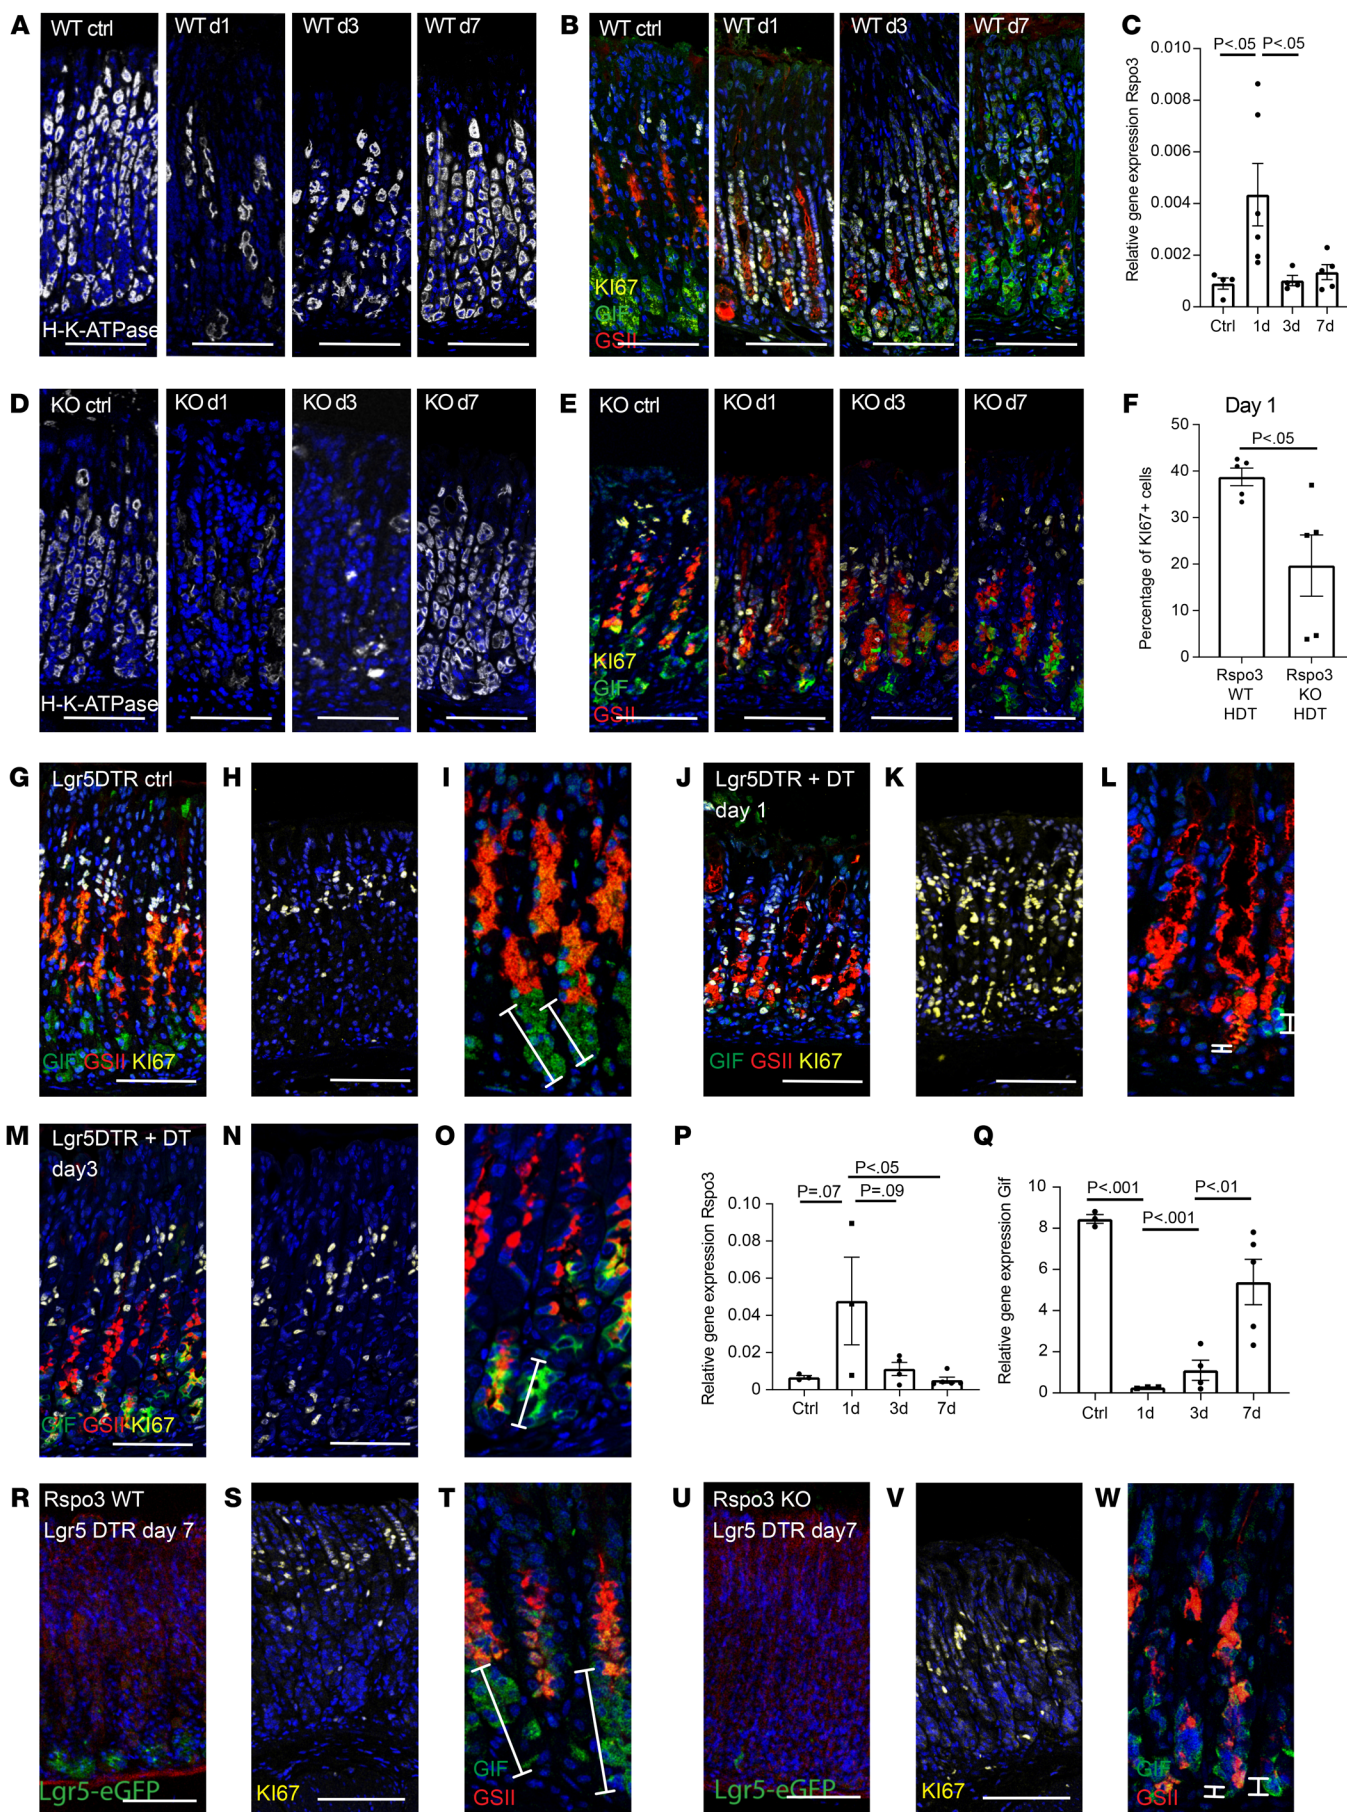 A
WT ctrl
WT d1
WT d3
WT d7
H-K-ATPase
B
WT ctrl
WT d1
WT d3
WT d7
KI67
GIF
GSII
C
Relative gene expression Rspo3
P<.05
P<.05
0.010
0.008
0.006
0.004
0.002
0
Ctrl
1d
3d
7d
D
KO ctrl
KO d1
KO d3
KO d7
H-K-ATPase
E
KO ctrl
KO d1
KO d3
KO d7
KI67
GIF
GSII
F
Day 1
Percentage of KI67+ cells
P<.05
50
40
30
20
10
0
Rspo3
WT
HDT
Rspo3
KO
HDT
G
Lgr5DTR ctrl
GIF GSII KI67
H
I
J
Lgr5DTR + DT
day 1
GIF GSII KI67
K
L
M
Lgr5DTR + DT
day3
GIF GSII KI67
N
O
P
Relative gene expression Rspo3
P<.05
P=.07
P=.09
0.10
0.08
0.06
0.04
0.02
0
Ctrl
1d
3d
7d
Q
Relative gene expression Gif
P<.001
P<.01
P<.001
10
8
6
4
2
0
Ctrl
1d
3d
7d
R
Rspo3 WT
Lgr5 DTR day 7
Lgr5-eGFP
S
KI67
T
GIF
GSII
U
Rspo3 KO
Lgr5 DTR day7
Lgr5-eGFP
V
KI67
W
GIF
GSII